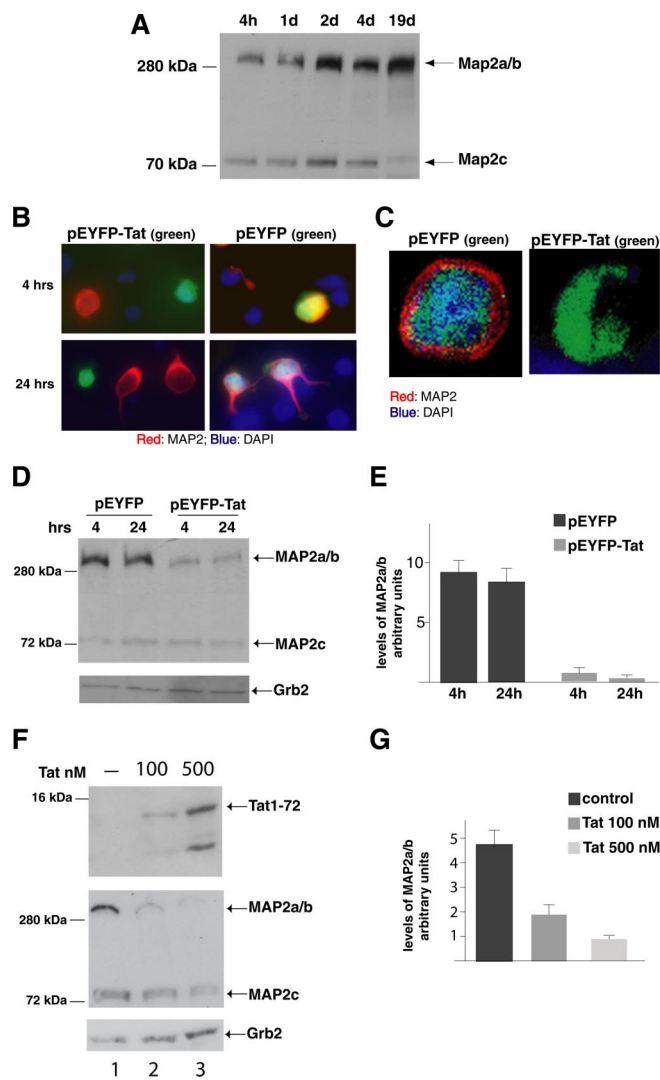 A
4h 1d 2d 4d 19d
280 kDa
Map2a/b
70 kDa
Map2c
B
pEYFP-Tat (green) pEYFP (green)
4 hrs
24 hrs
Red: MAP2; Blue: DAPI
C
pEYFP (green) pEYFP-Tat (green)
Red: MAP2
Blue: DAPI
D
pEYFP pEYFP-Tat
hrs 4 24 4 24
MAP2a/b
280 kDa
72 kDa
MAP2c
Grb2
E
pEYFP
pEYFP-Tat
levels of MAP2a/b
arbitrary units
10
5
4h 24h 4h 24h
F
Tat nM — 100 500
16 kDa
Tat1-72
MAP2a/b
280 kDa
MAP2c
72 kDa
Grb2
1 2 3
G
control
Tat 100 nM
Tat 500 nM
levels of MAP2a/b
arbitrary units
5
4
3
2
1